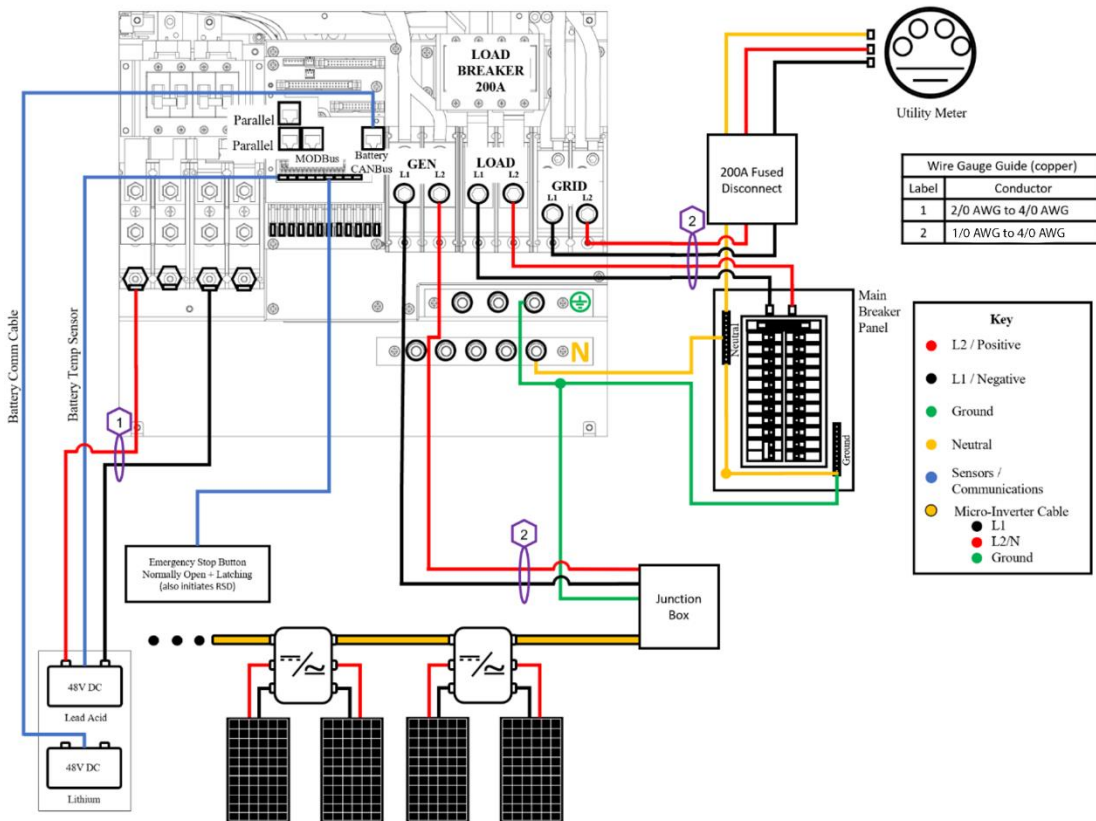 LOAD
BREAKER
200A
Parallel
Parallel
MODBus
Battery
CANBus
GEN
L1
L2
LOAD
L1
L2
GRID
L1
L2
N
Utility Meter
200A Fused
Disconnect
Wire Gauge Guide (copper)
Label Conductor
1 2/0 AWG to 4/0 AWG
2 1/0 AWG to 4/0 AWG
2
Main
Breaker
Panel
Neutral
Ground
Key
L2 / Positive
L1 / Negative
Ground
Neutral
Sensors /
Communications
Micro-Inverter Cable
L1
L2/N
Ground
Battery Comm Cable
Battery Temp Sensor
1
Emergency Stop Button
Normally Open + Latching
(also initiates RSD)
2
Junction
Box
48V DC
Lead Acid
48V DC
Lithium